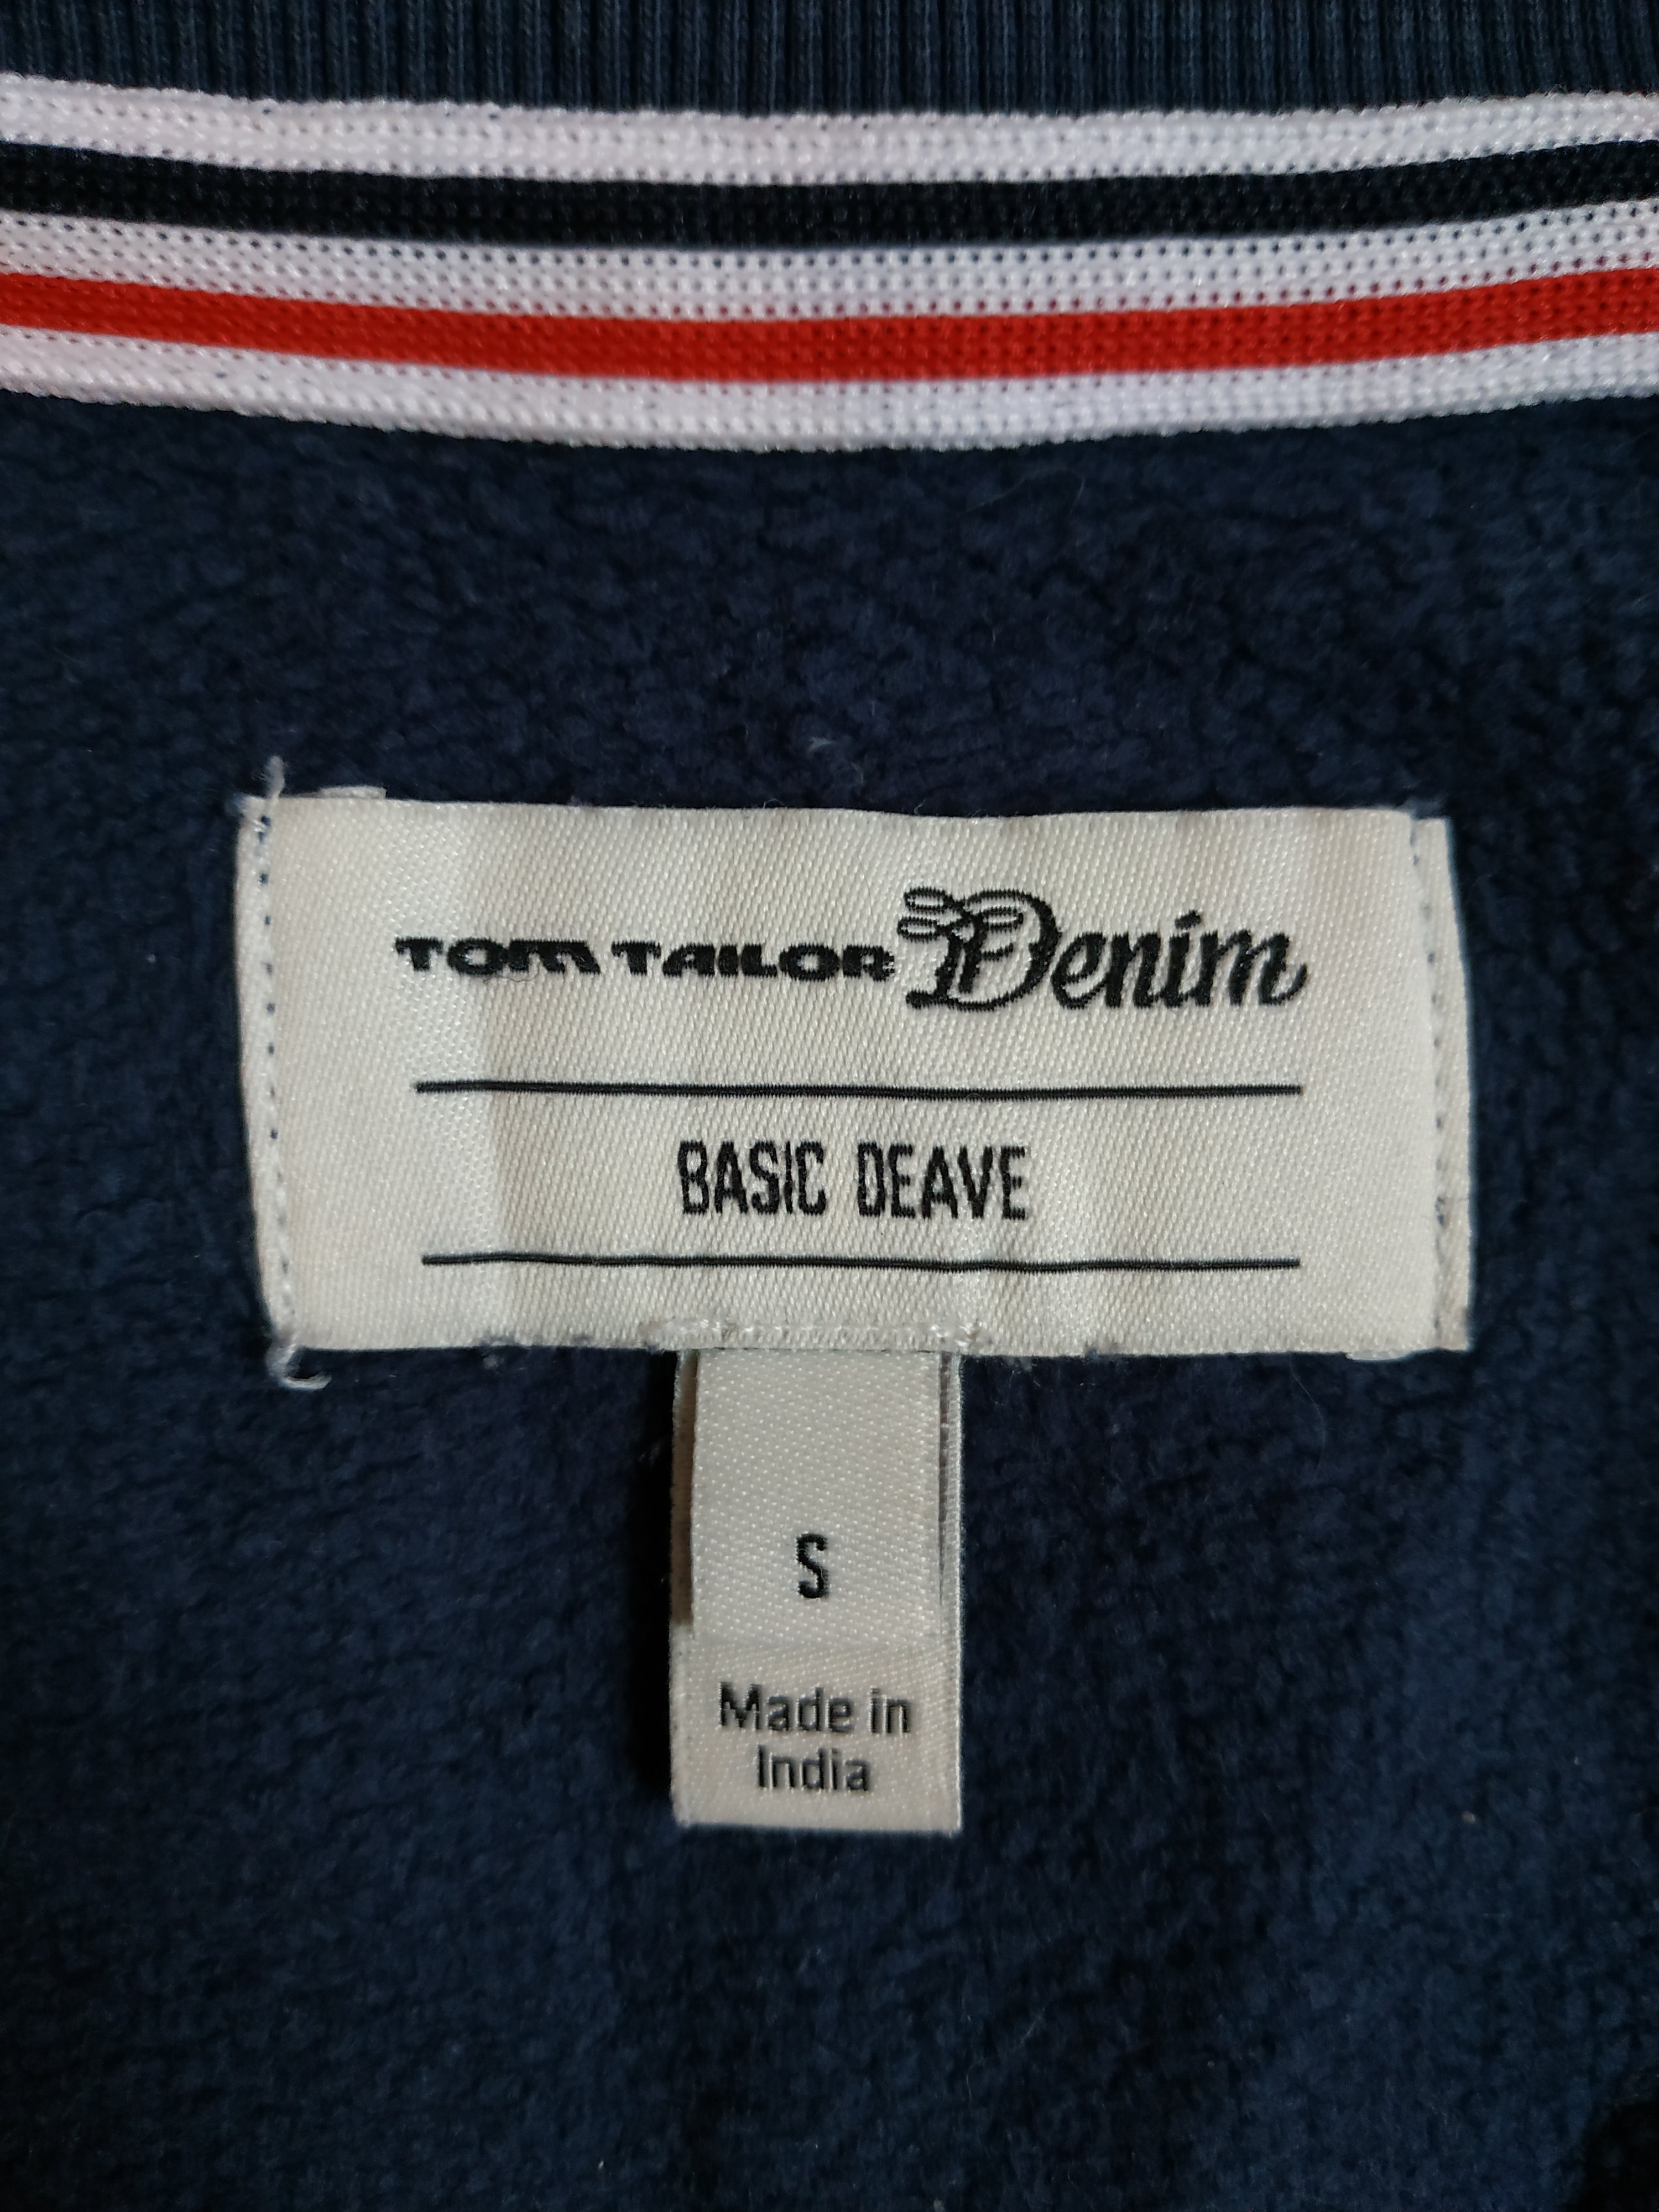 TOM TAILOR Denim
BASIC DEAVE
S
Made in
India